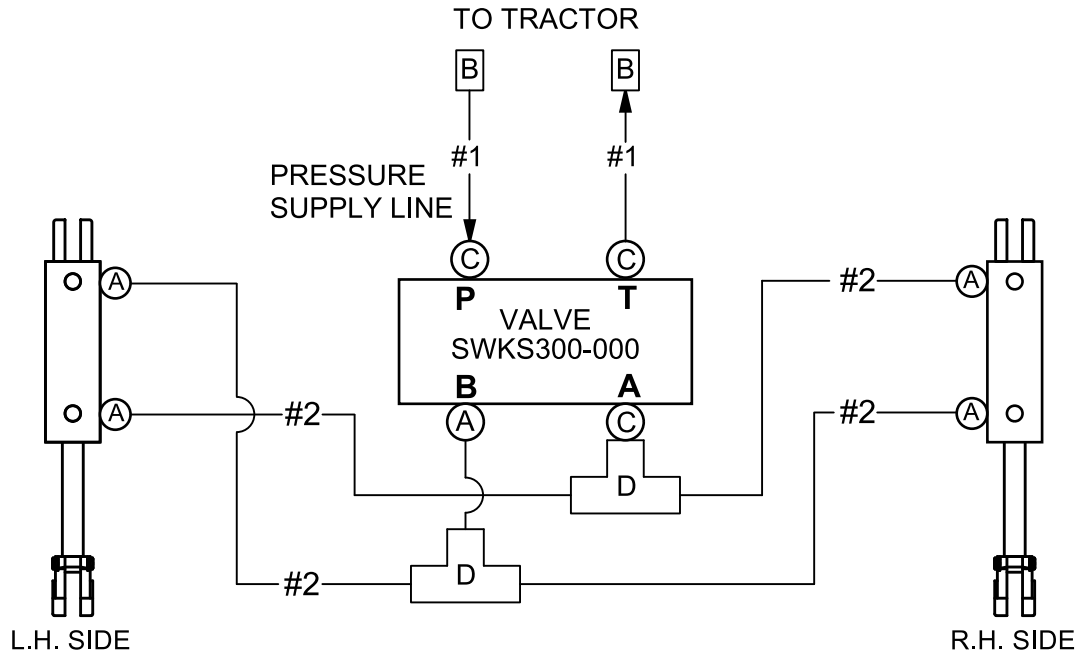 TO TRACTOR
B
B
#1
#1
PRESSURE
SUPPLY LINE
C
C
A
A
#2
P
T
VALVE
SWKS300-000
B
A
A
#2
#2
A
A
C
D
#2
D
L.H. SIDE
R.H. SIDE